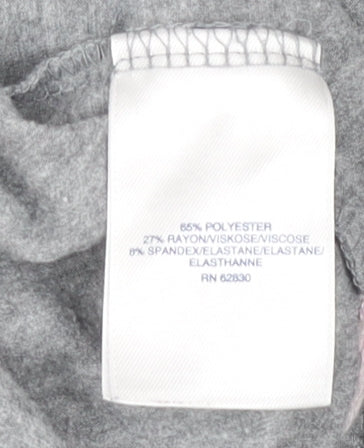 65% POLYESTER
27% RAYON/VISKOSE/VISCOSE
8% SPANDEX/ELASTANE/ELASTANE/
ELASTHANNE
RN 62830